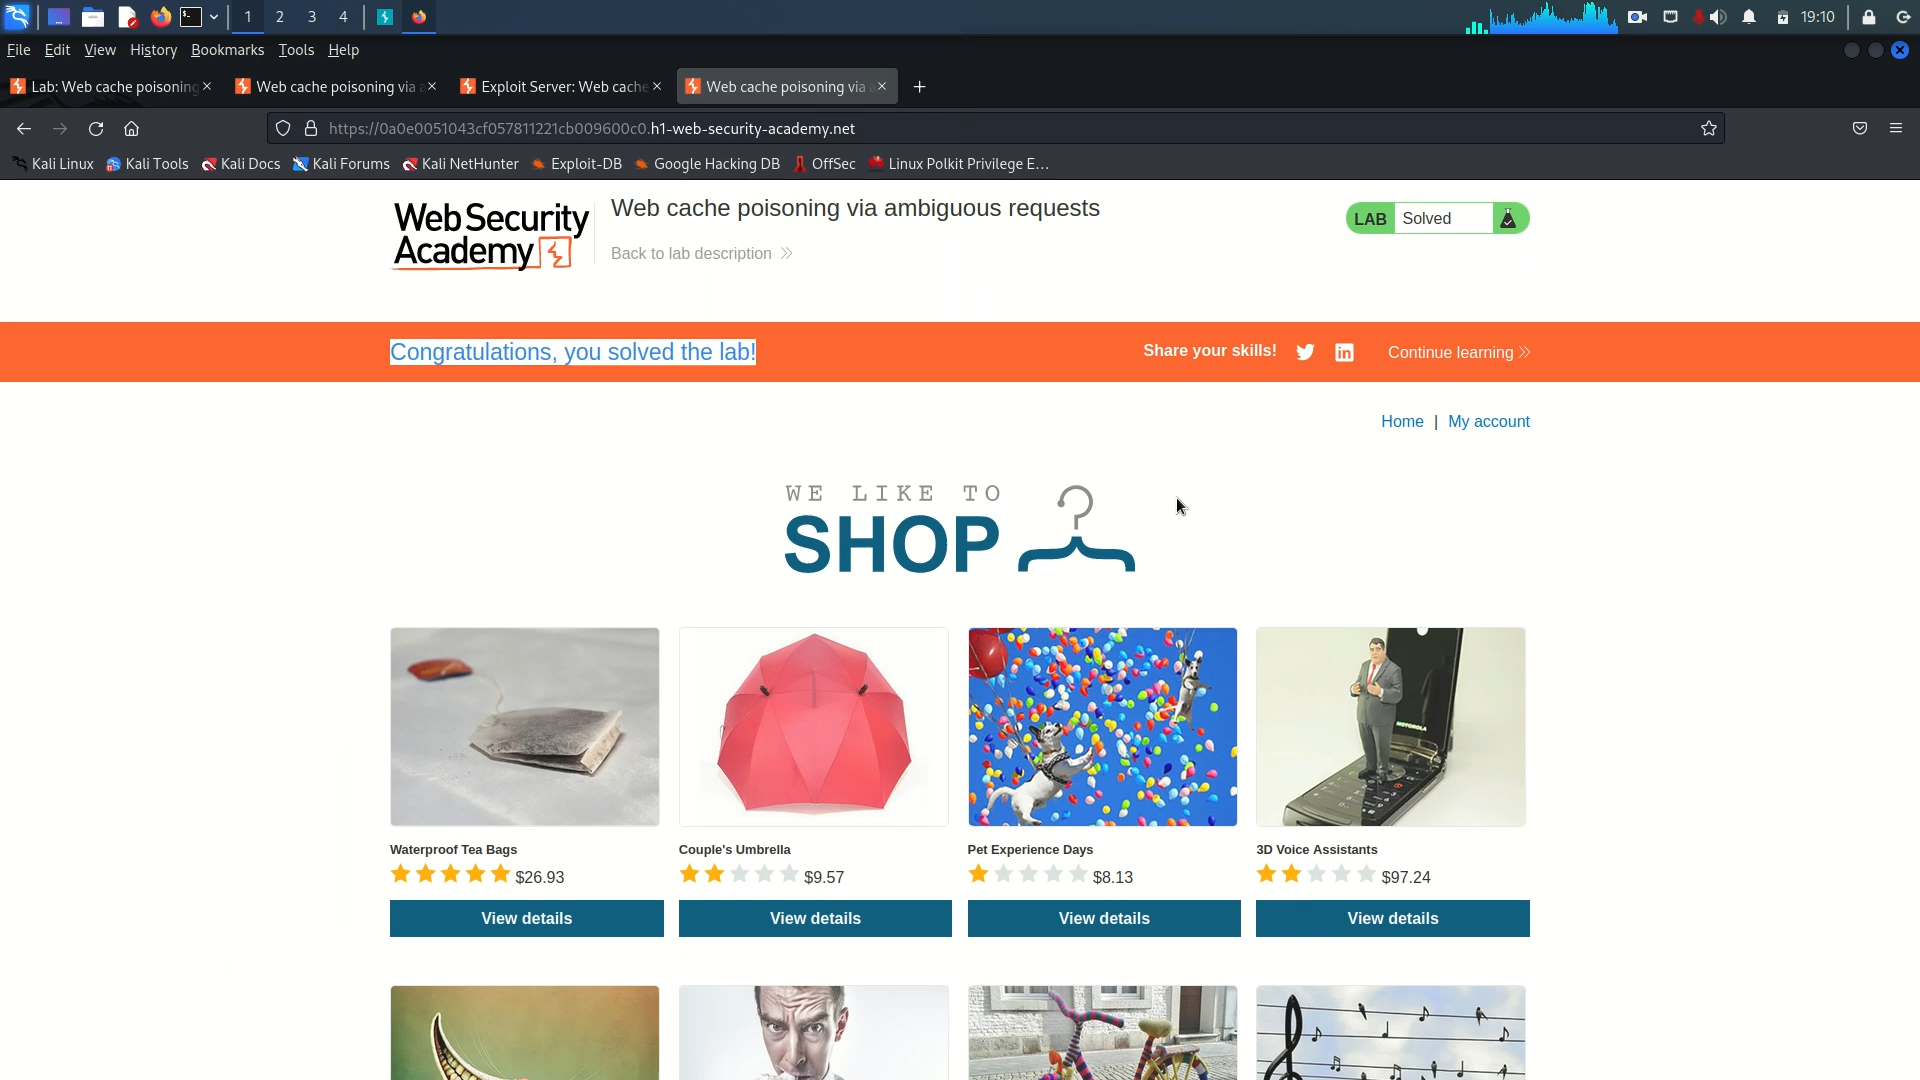 1 2 3 4 19:10
File Edit View History Bookmarks Tools Help
Lab: Web cache poisoning
Web cache poisoning via
Exploit Server: Web cache
Web cache poisoning via
https://0a0e0051043cf057811221cb009600c0.h1-web-security-academy.net
Kali Linux Kali Tools Kali Docs Kali Forums Kali NetHunter Exploit-DB Google Hacking DB OffSec Linux Polkit Privilege E...
WebSecurity
Academy
Web cache poisoning via ambiguous requests
Back to lab description
LAB Solved
Congratulations, you solved the lab!
Share your skills! Continue learning
Home | My account
WE LIKE TO
SHOP
Waterproof Tea Bags
$26.93
View details
Couple's Umbrella
$9.57
View details
Pet Experience Days
$8.13
View details
3D Voice Assistants
$97.24
View details
MOTOROLA